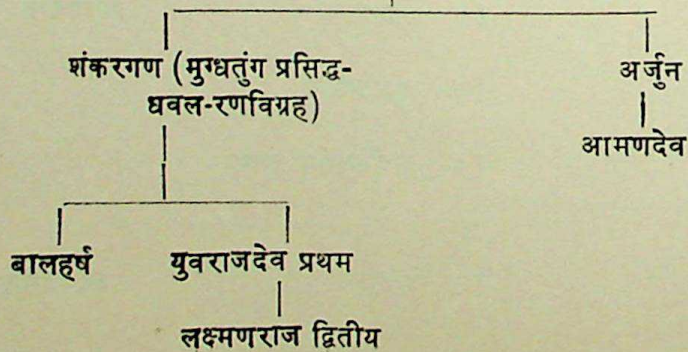 शंकरगण (मुग्धतुंग प्रसिद्ध-
धवल-रणविग्रह)
अर्जुन
आमणदेव
बालहर्ष
युवराजदेव प्रथम
लक्ष्मणराज द्वितीय